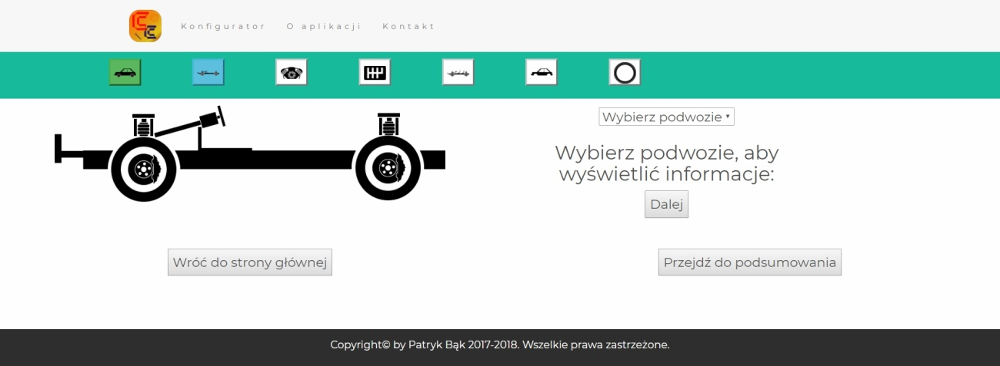 Konfigurator O aplikacji Kontakt
Wybierz podwozie
Wybierz podwozie, aby
wyświetlić informacje:
Dalej
Wróć do strony głównej Przejdź do podsumowania
Copyright© by Patryk Bąk 2017-2018. Wszelkie prawa zastrzeżone.